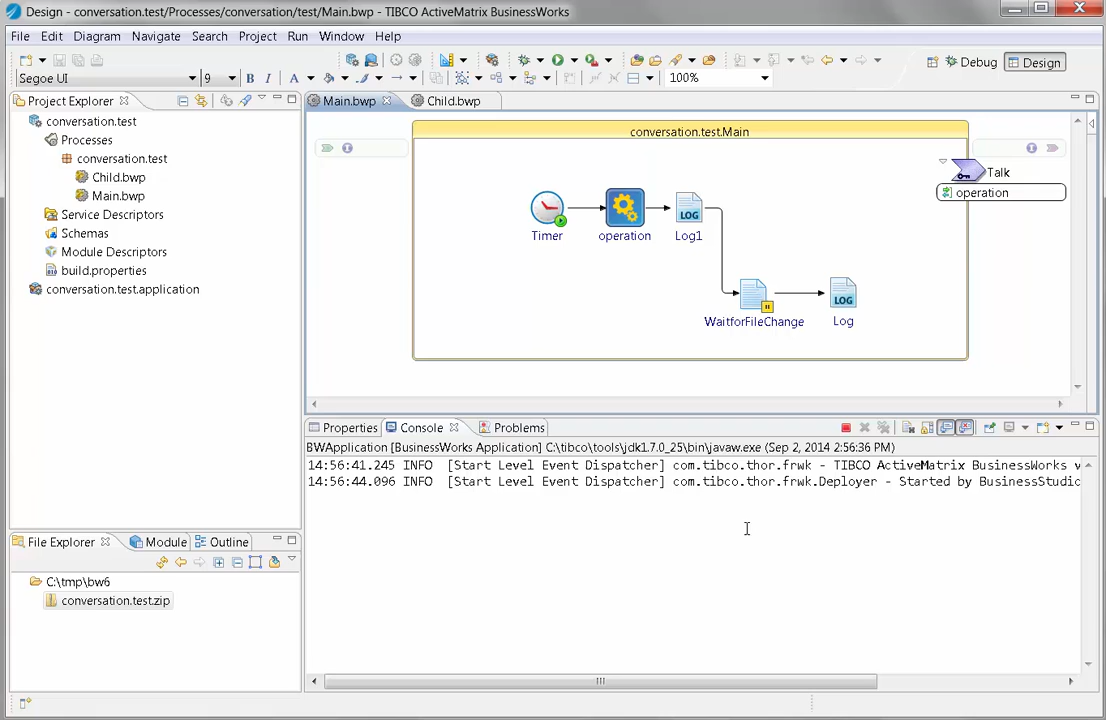 Design - conversation.test/Processes/conversation/test/Main.bwp - TIBCO ActiveMatrix BusinessWorks
File Edit Diagram Navigate Search Project Run Window Help
Debug Design
Segoe UI 9 B I A 100%
Project Explorer
conversation.test
Processes
conversation.test
Child.bwp
Main.bwp
Service Descriptors
Schemas
Module Descriptors
build.properties
conversation.test.application
Main.bwp Child.bwp
conversation.test.Main
Talk
operation
Timer operation LOG Log1
WaitforFileChange LOG Log
Properties Console Problems
BWApplication [BusinessWorks Application] C:\tibco\tools\jdk1.7.0_25\bin\javaw.exe (Sep 2, 2014 2:56:36 PM)
14:56:41.245 INFO [Start Level Event Dispatcher] com.tibco.thor.frwk - TIBCO ActiveMatrix BusinessWorks v
14:56:44.096 INFO [Start Level Event Dispatcher] com.tibco.thor.frwk.Deployer - Started by BusinessStudio
File Explorer Module Outline
C:\tmp\bw6
conversation.test.zip